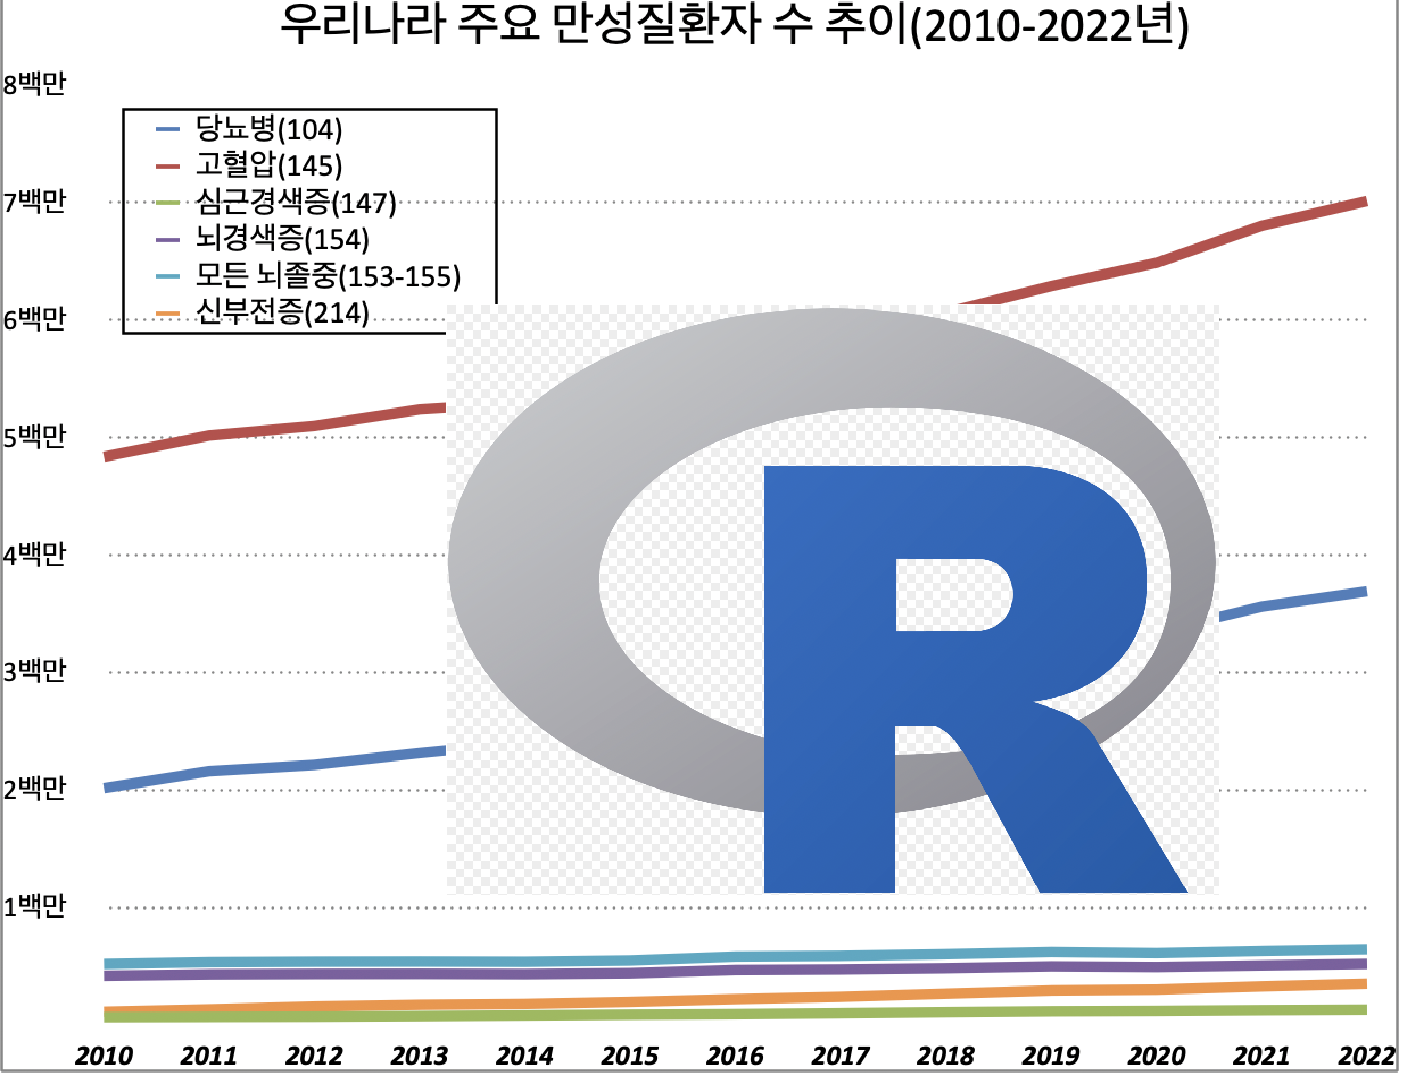 우리나라 주요 만성질환자 수 추이(2010-2022년)
8백만
당뇨병(104)
고혈압(145)
7백만
심근경색증(147)
뇌경색증(154)
모든 뇌졸중(153-155)
6백만
신부전증(214)
5백만
4백만
3백만
2백만
1백만
R
2010 2011 2012 2013 2014 2015 2016 2017 2018 2019 2020 2021 2022